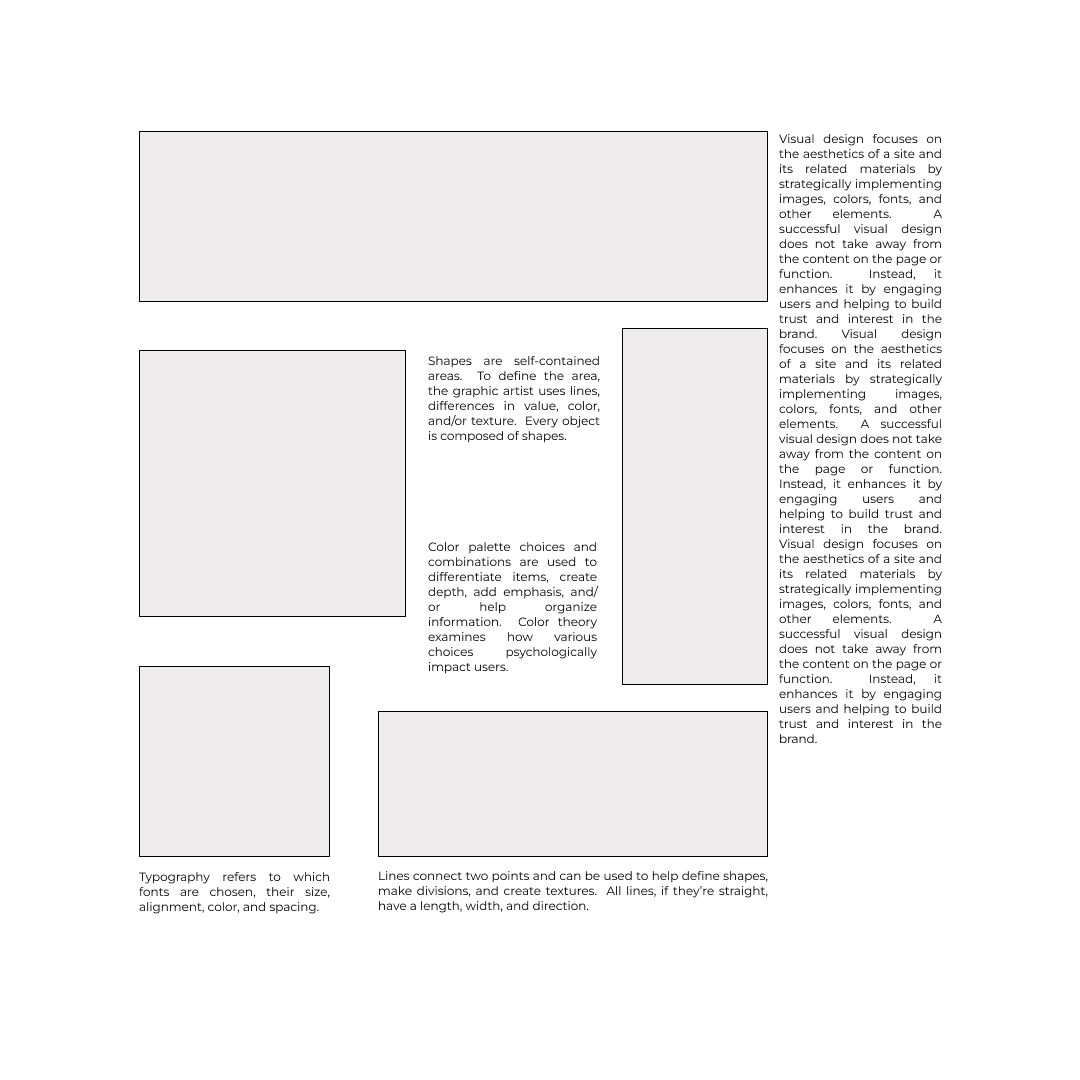 Visual design focuses on
the aesthetics of a site and
its related materials by
strategically implementing
images, colors, fonts, and
other elements. A
successful visual design
does not take away from
the content on the page or
function. Instead, it
enhances it by engaging
users and helping to build
trust and interest in the
brand. Visual design
focuses on the aesthetics
of a site and its related
materials by strategically
implementing images,
colors, fonts, and other
elements. A successful
visual design does not take
away from the content on
the page or function.
Instead, it enhances it by
engaging users and
helping to build trust and
interest in the brand.
Visual design focuses on
the aesthetics of a site and
its related materials by
strategically implementing
images, colors, fonts, and
other elements. A
successful visual design
does not take away from
the content on the page or
function. Instead, it
enhances it by engaging
users and helping to build
trust and interest in the
brand.
Shapes are self-contained
areas. To define the area,
the graphic artist uses lines,
differences in value, color,
and/or texture. Every object
is composed of shapes.
Color palette choices and
combinations are used to
differentiate items, create
depth, add emphasis, and/
or help organize
information. Color theory
examines how various
choices psychologically
impact users.
Typography refers to which
fonts are chosen, their size,
alignment, color, and spacing.
Lines connect two points and can be used to help define shapes,
make divisions, and create textures. All lines, if they’re straight,
have a length, width, and direction.